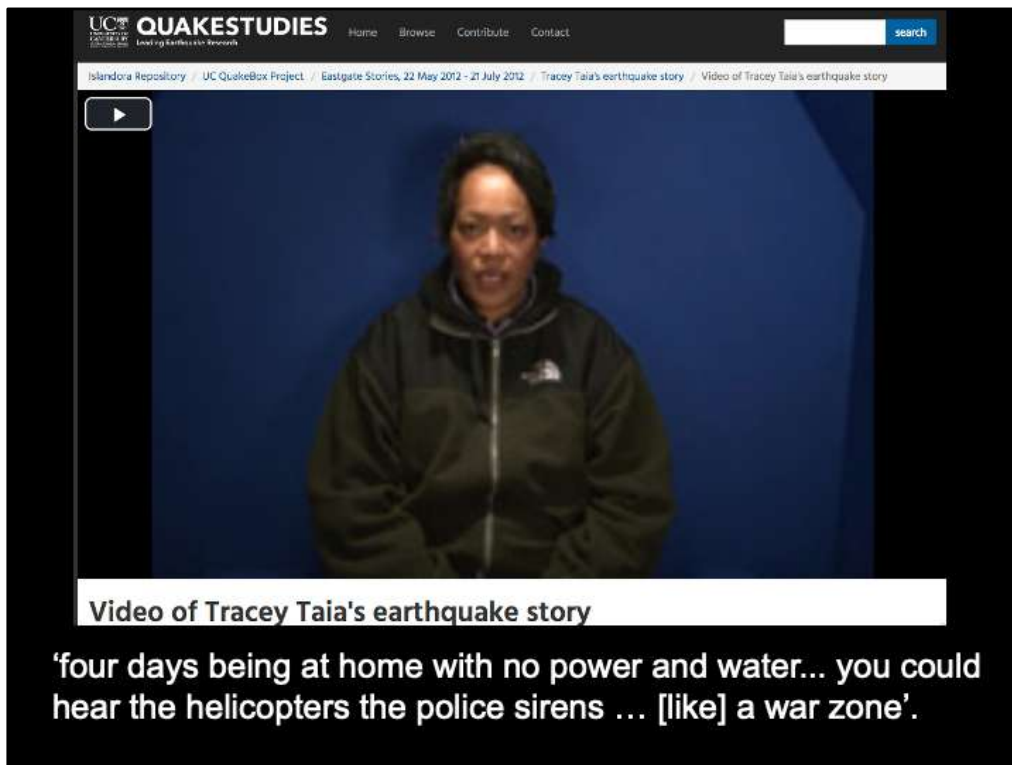 UC QUAKESTUDIES
Leading Earthquake Research
Home Browse Contribute Contact
search
Islandora Repository / UC QuakeBox Project / Eastgate Stories, 22 May 2012 - 21 July 2012 / Tracey Taia's earthquake story / Video of Tracey Taia's earthquake story
Video of Tracey Taia's earthquake story
‘four days being at home with no power and water... you could
hear the helicopters the police sirens … [like] a war zone’.